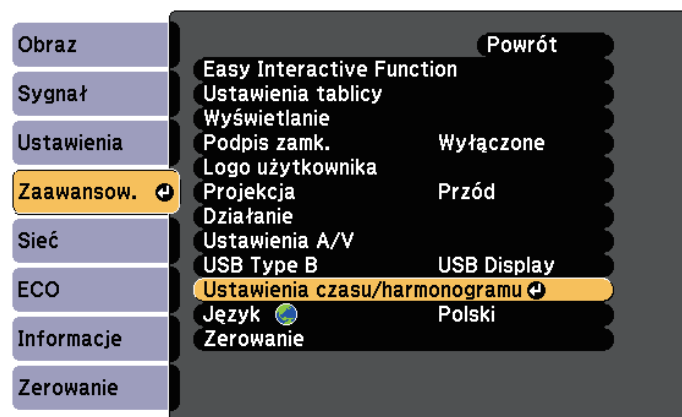 Obraz
Sygnał
Ustawienia
Zaawansow.
Sieć
ECO
Informacje
Zerowanie
Powrót
Easy Interactive Function
Ustawienia tablicy
Wyświetlanie
Podpis zamk. Wyłączone
Logo użytkownika
Projekcja Przód
Działanie
Ustawienia A/V
USB Type B USB Display
Ustawienia czasu/harmonogramu
Język Polski
Zerowanie